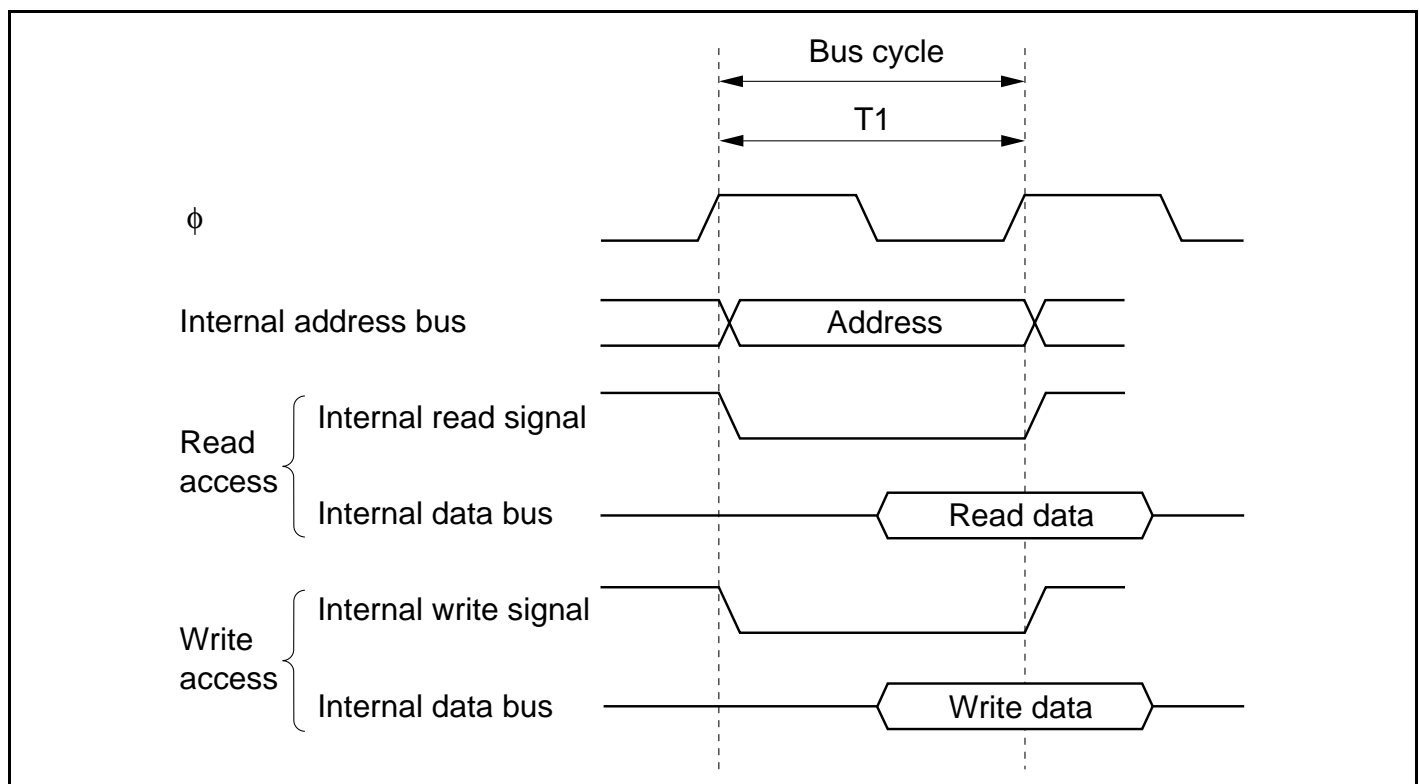 Bus cycle
T1
ϕ
Internal address bus
Address
Read
access
Internal read signal
Internal data bus
Read data
Write
access
Internal write signal
Internal data bus
Write data